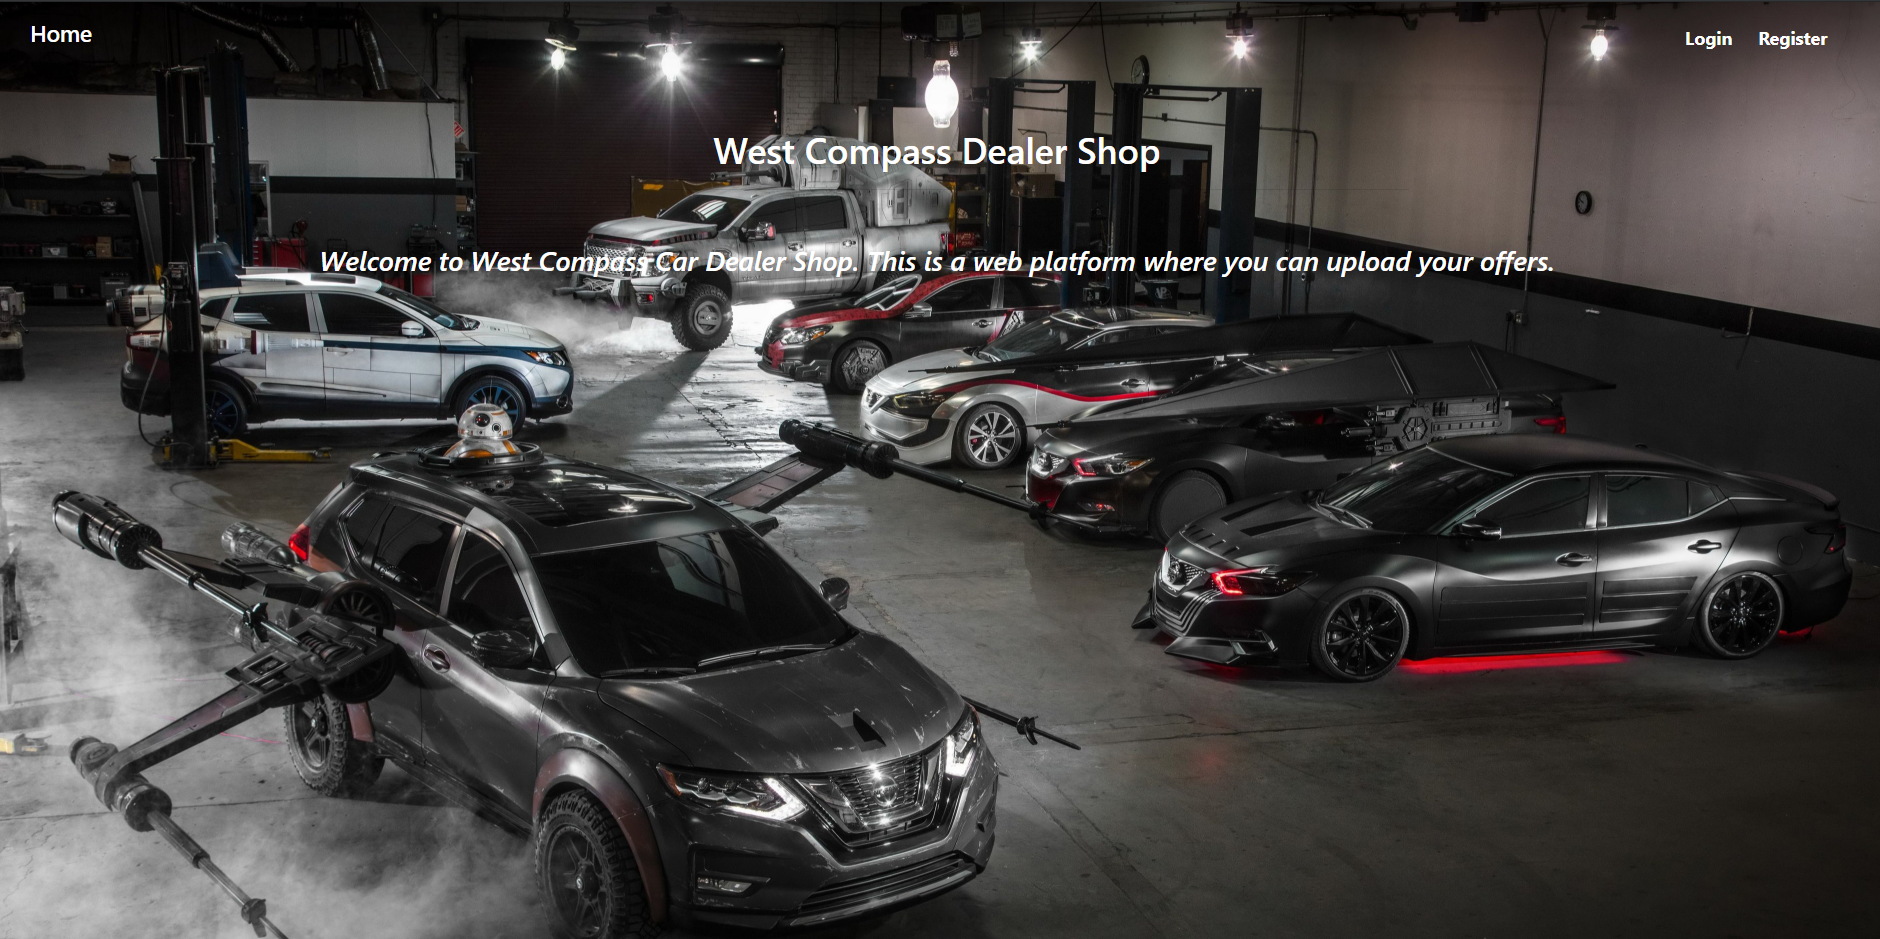 Home
Login Register
West Compass Dealer Shop
Welcome to West Compass Car Dealer Shop. This is a web platform where you can upload your offers.